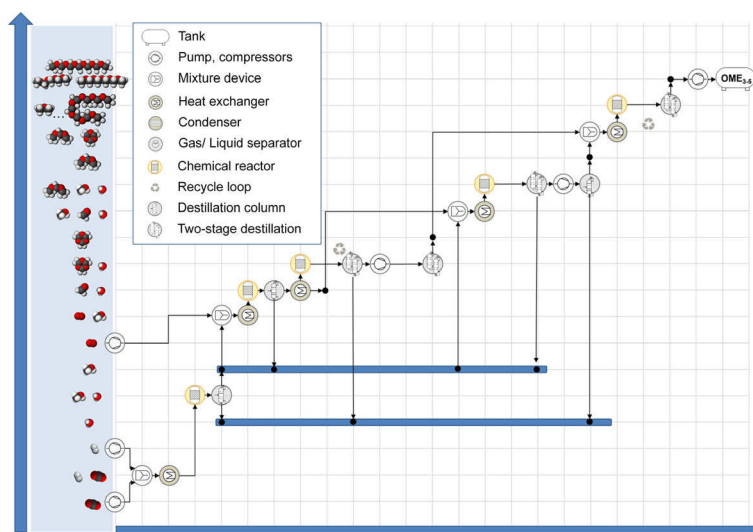 Tank
Pump, compressors
Mixture device
Heat exchanger
Condenser
Gas/ Liquid separator
Chemical reactor
Recycle loop
Destillation column
Two-stage destillation
OME3-5